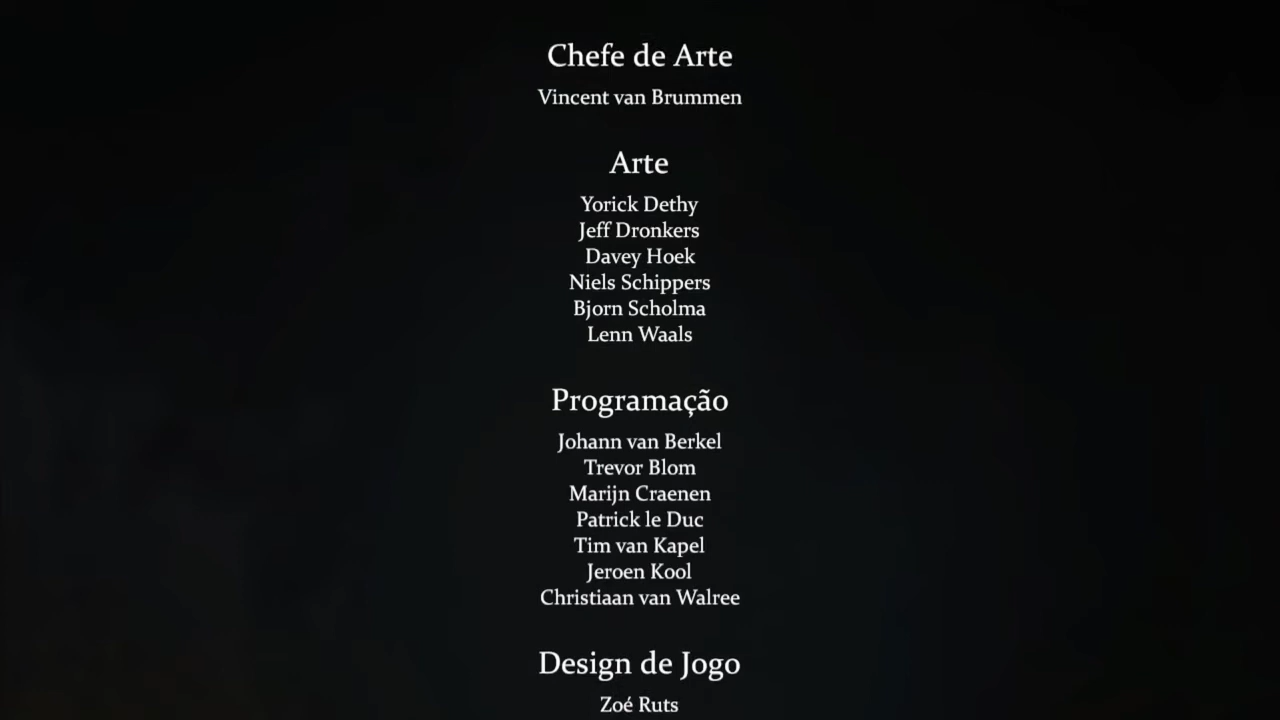 Chefe de Arte
Vincent van Brummen
Arte
Yorick Dethy
Jeff Dronkers
Davey Hoek
Niels Schippers
Bjorn Scholma
Lenn Waals
Programação
Johann van Berkel
Trevor Blom
Marijn Craenen
Patrick le Duc
Tim van Kapel
Jeroen Kool
Christiaan van Walree
Design de Jogo
Zoé Ruts